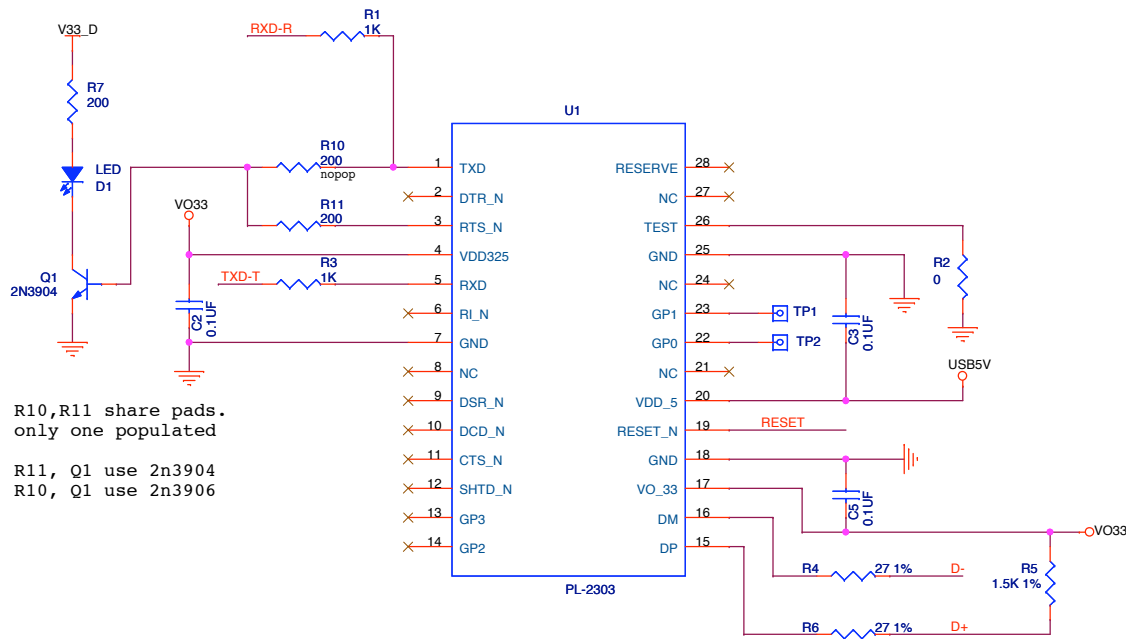 RXD-R
R1
1K
V33_D
R7
200
LED
D1
Q1
2N3904
R10
200
nopop
R11
200
VO33
TXD-T
R3
1K
C2
0.1UF
U1
1 TXD
2 DTR_N
3 RTS_N
4 VDD325
5 RXD
6 RI_N
7 GND
8 NC
9 DSR_N
10 DCD_N
11 CTS_N
12 SHTD_N
13 GP3
14 GP2
RESERVE 28
NC 27
TEST 26
GND 25
NC 24
GP1 23
GP0 22
NC 21
VDD_5 20
RESET_N 19
GND 18
VO_33 17
DM 16
DP 15
PL-2303
R2
0
TP1
TP2
C3
0.1UF
USB5V
RESET
C5
0.1UF
VO33
R4 27 1% D-
R5
1.5K 1%
R6 27 1% D+
R10,R11 share pads.
only one populated
R11, Q1 use 2n3904
R10, Q1 use 2n3906